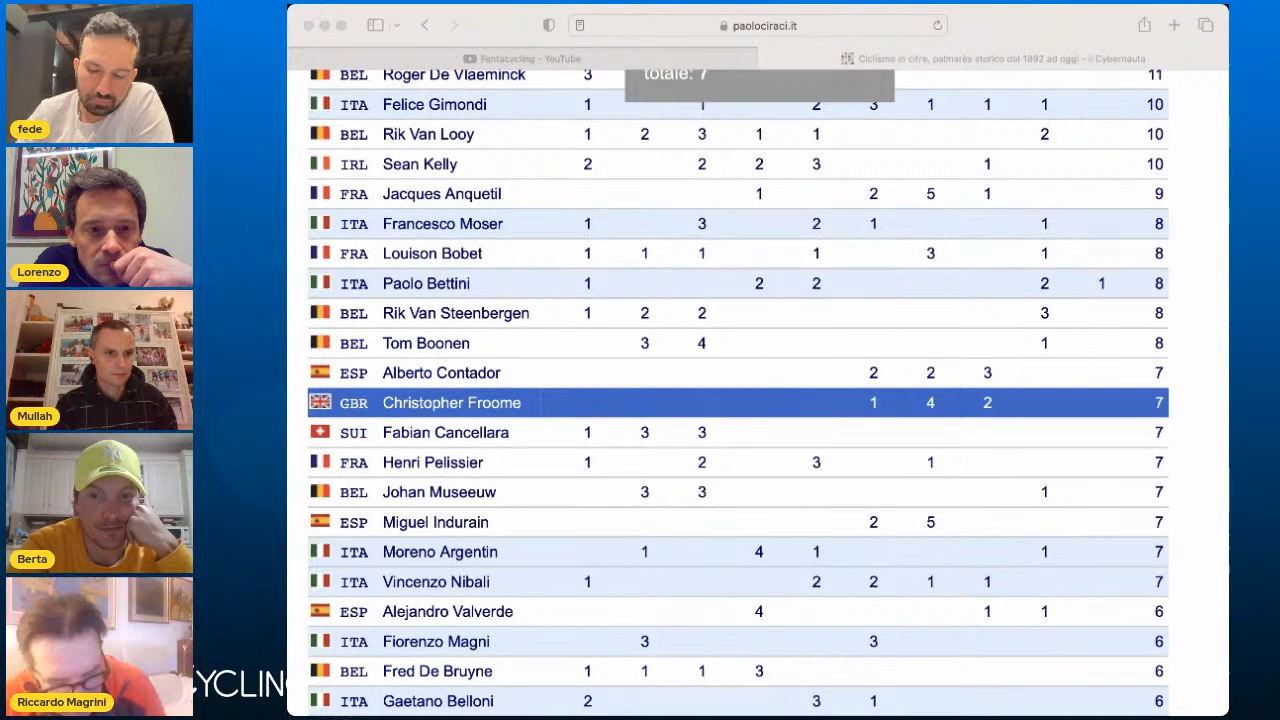 paolociraci.it
Fantacycling - YouTube
Ciclismo in cifre, palmarès storico dal 1892 ad oggi - il Cybernauta
totale: 7
BEL Roger De Vlaeminck 3 11
ITA Felice Gimondi 1 1 2 3 1 1 1 10
BEL Rik Van Looy 1 2 3 1 1 2 10
IRL Sean Kelly 2 2 2 3 1 10
FRA Jacques Anquetil 1 2 5 1 9
ITA Francesco Moser 1 3 2 1 1 8
FRA Louison Bobet 1 1 1 1 3 1 8
ITA Paolo Bettini 1 2 2 2 1 8
BEL Rik Van Steenbergen 1 2 2 3 8
BEL Tom Boonen 3 4 1 8
ESP Alberto Contador 2 2 3 7
GBR Christopher Froome 1 4 2 7
SUI Fabian Cancellara 1 3 3 7
FRA Henri Pelissier 1 2 3 1 7
BEL Johan Museeuw 3 3 1 7
ESP Miguel Indurain 2 5 7
ITA Moreno Argentin 1 4 1 1 7
ITA Vincenzo Nibali 1 2 2 1 1 7
ESP Alejandro Valverde 4 1 1 6
ITA Fiorenzo Magni 3 3 6
BEL Fred De Bruyne 1 1 1 3 6
ITA Gaetano Belloni 2 3 1 6
fede
Lorenzo
Mullah
Berta
Riccardo Magrini
YCLIN